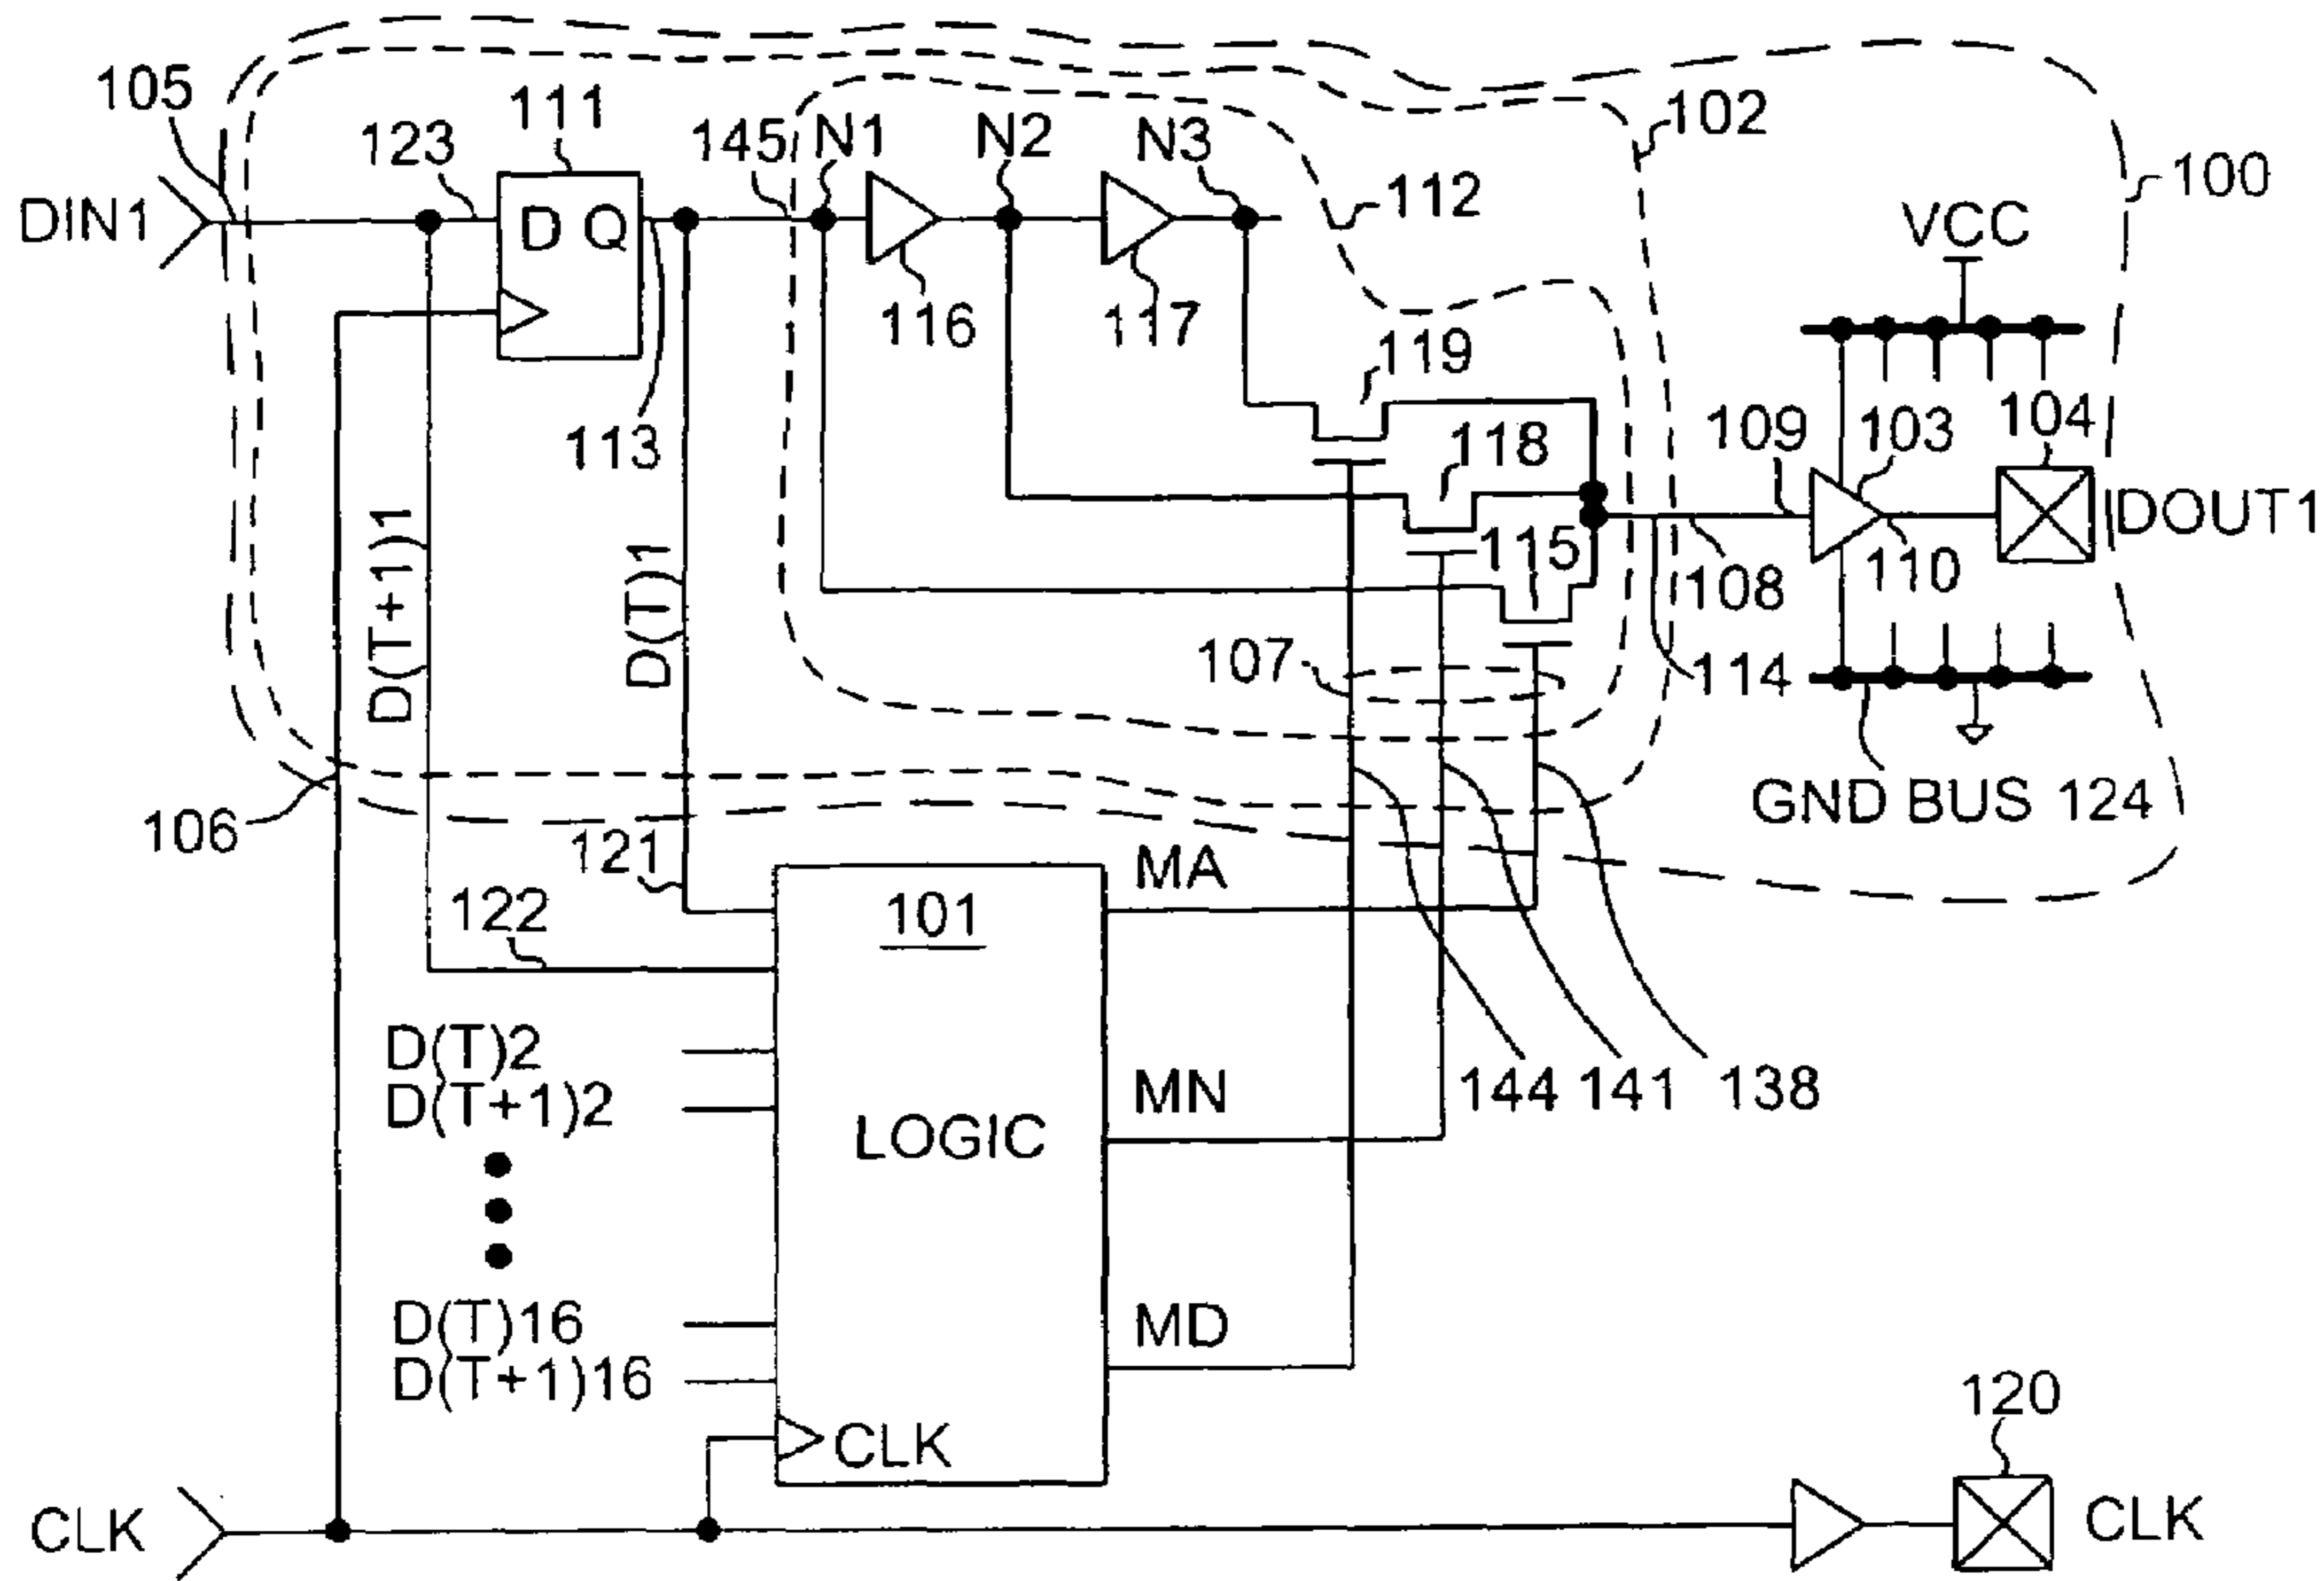 105
111
123
145
N1
N2
N3
102
100
DIN1
D Q
112
VCC
116
117
119
113
118
109
103
104
115
DOUT1
110
108
D(T+1)1
D(T)1
107
114
106
121
MA
GND BUS 124
122
101
D(T)2
D(T+1)2
MN
144 141 138
LOGIC
D(T)16
D(T+1)16
MD
CLK
120
CLK
CLK